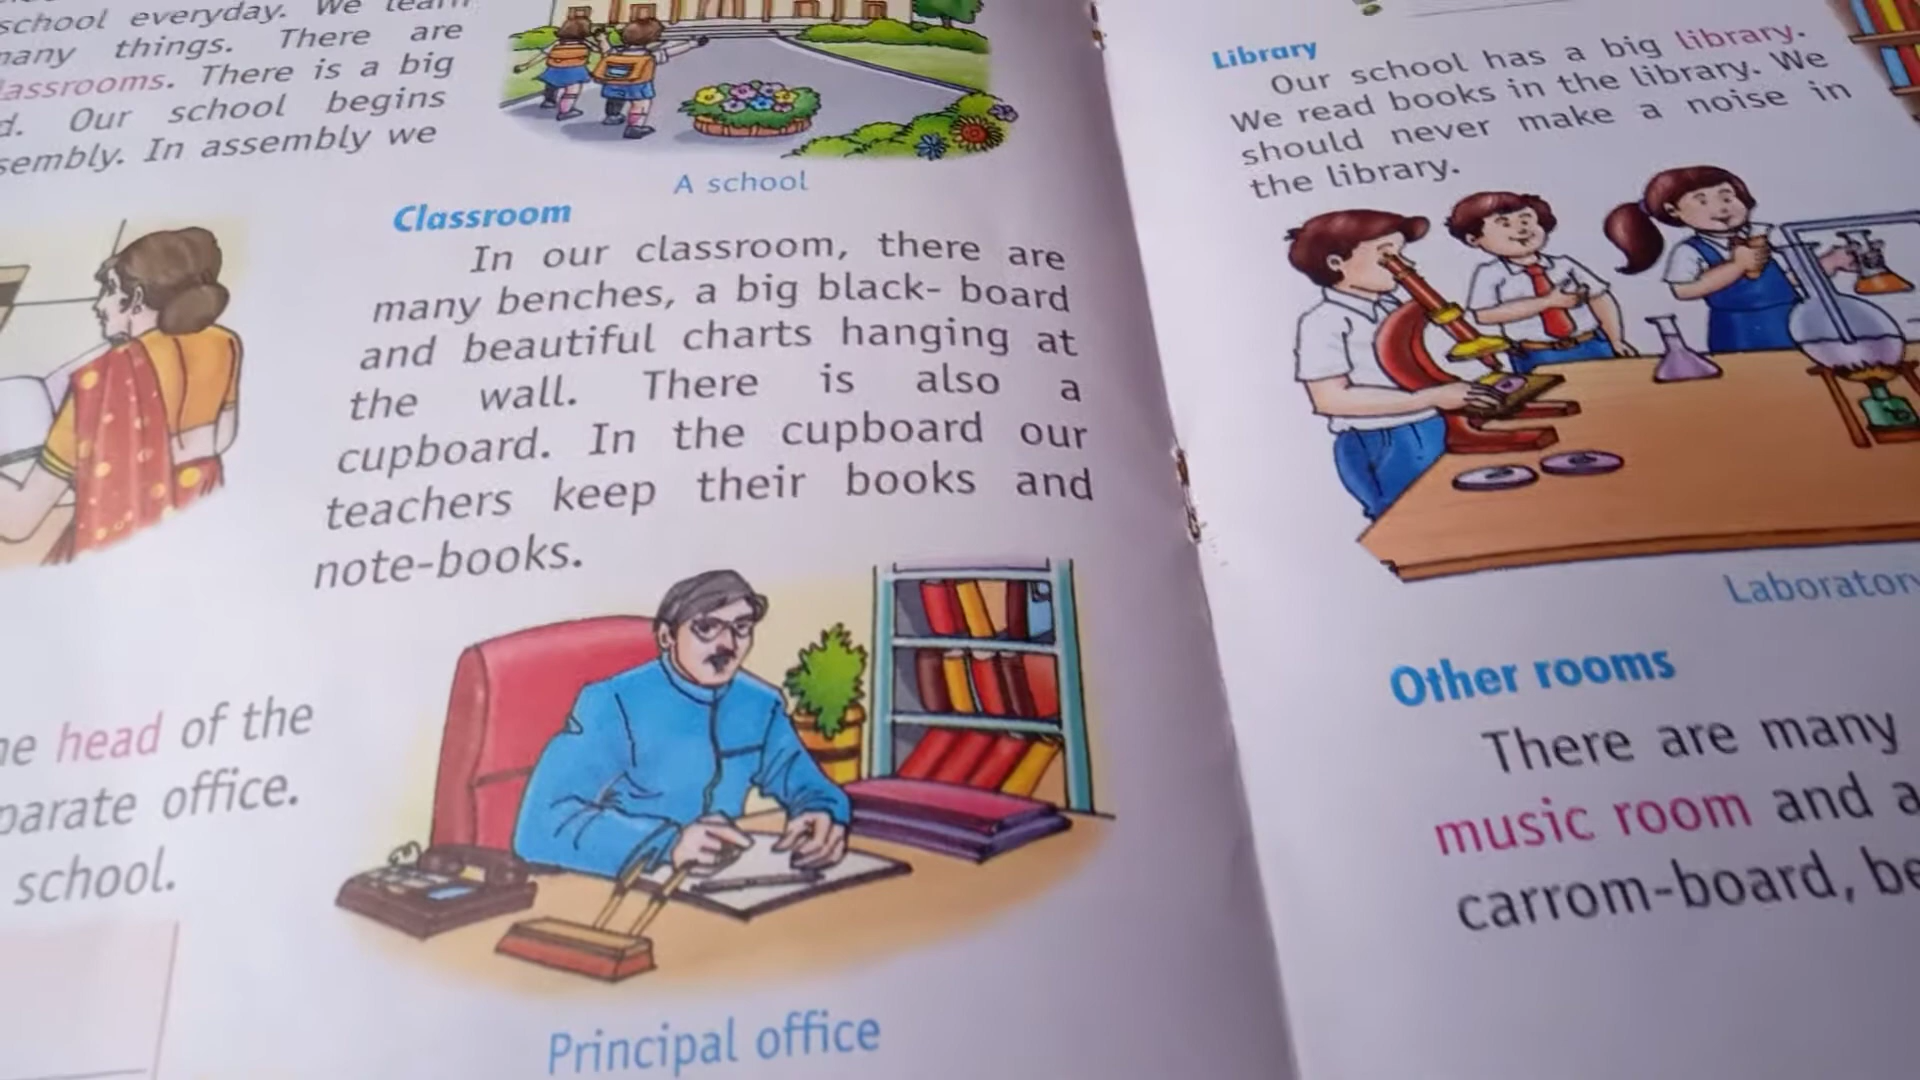 school everyday. We learn
many things. There are
classrooms. There is a big
d. Our school begins
assembly. In assembly we
A school
Classroom
In our classroom, there are
many benches, a big black- board
and beautiful charts hanging at
the wall. There is also a
cupboard. In the cupboard our
teachers keep their books and
note-books.
head of the
office.
school.
Principal office
Library
Our school has a big library.
We read books in the library. We
should never make a noise in
the library.
Laboratory
Other rooms
There are many
music room and a
carrom-board, be